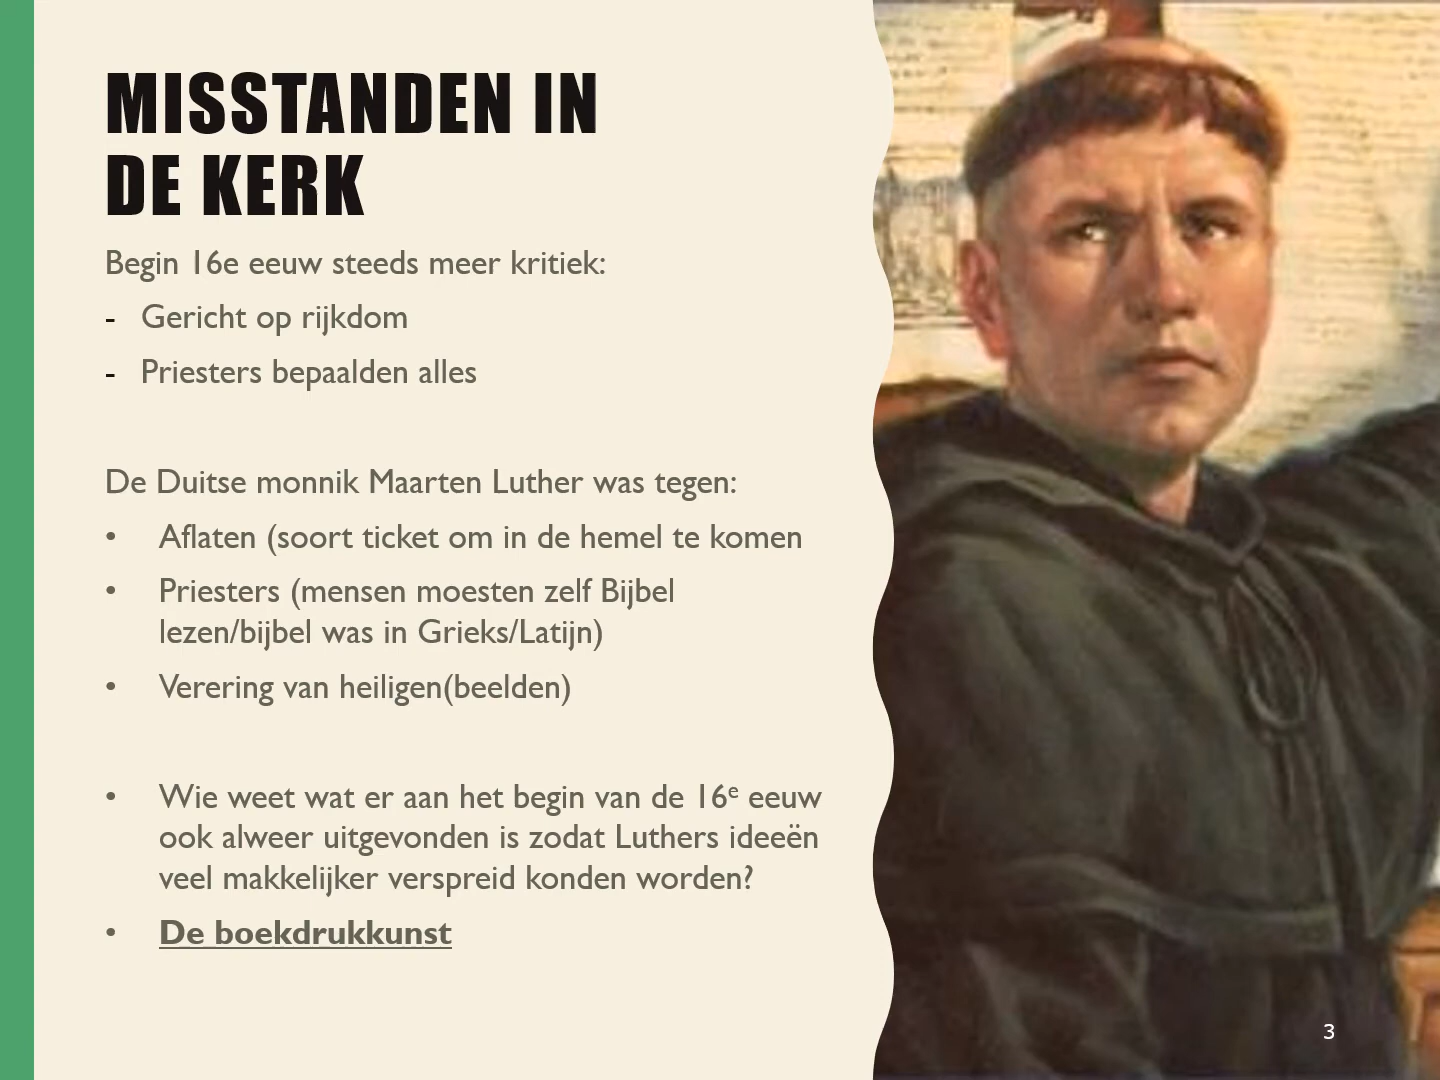 MISSTANDEN IN
DE KERK
Begin 16e eeuw steeds meer kritiek:
- Gericht op rijkdom
- Priesters bepaalden alles
De Duitse monnik Maarten Luther was tegen:
• Aflaten (soort ticket om in de hemel te komen
• Priesters (mensen moesten zelf Bijbel
lezen/bijbel was in Grieks/Latijn)
• Verering van heiligen(beelden)
• Wie weet wat er aan het begin van de 16e eeuw
ook alweer uitgevonden is zodat Luthers ideeën
veel makkelijker verspreid konden worden?
• De boekdrukkunst
3